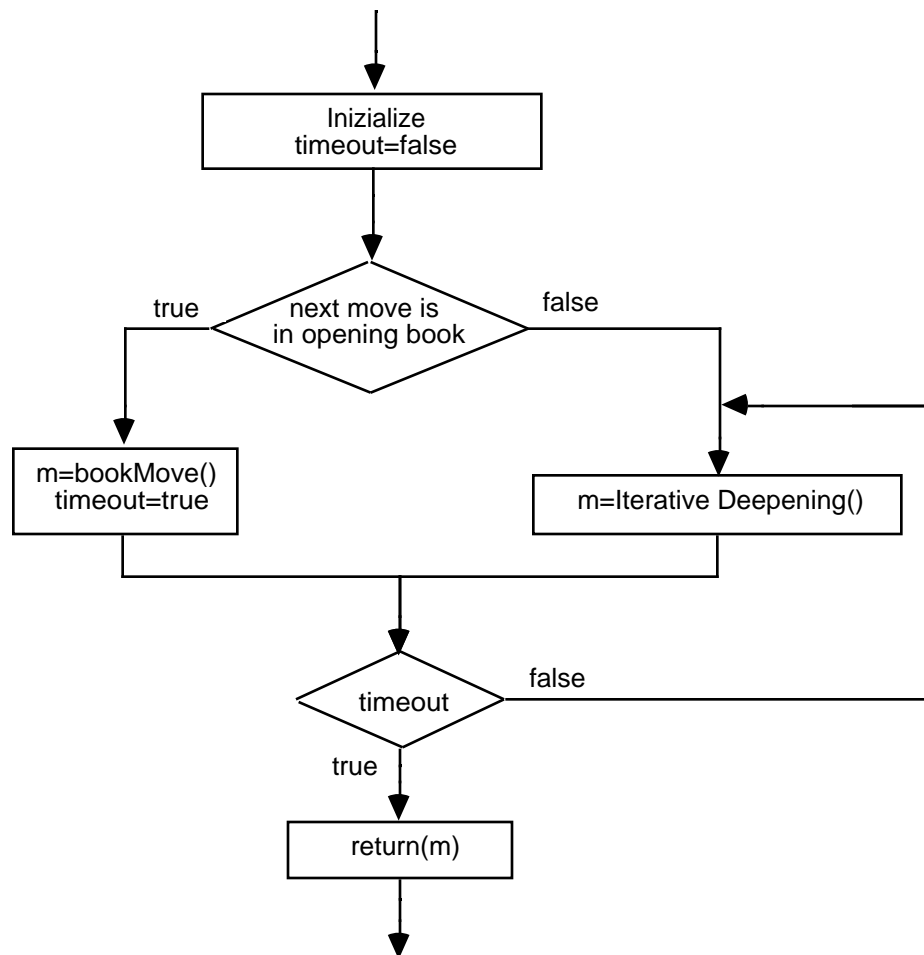 Inizialize
timeout=false
true
next move is
in opening book
false
m=bookMove()
timeout=true
m=Iterative Deepening()
timeout
false
true
return(m)